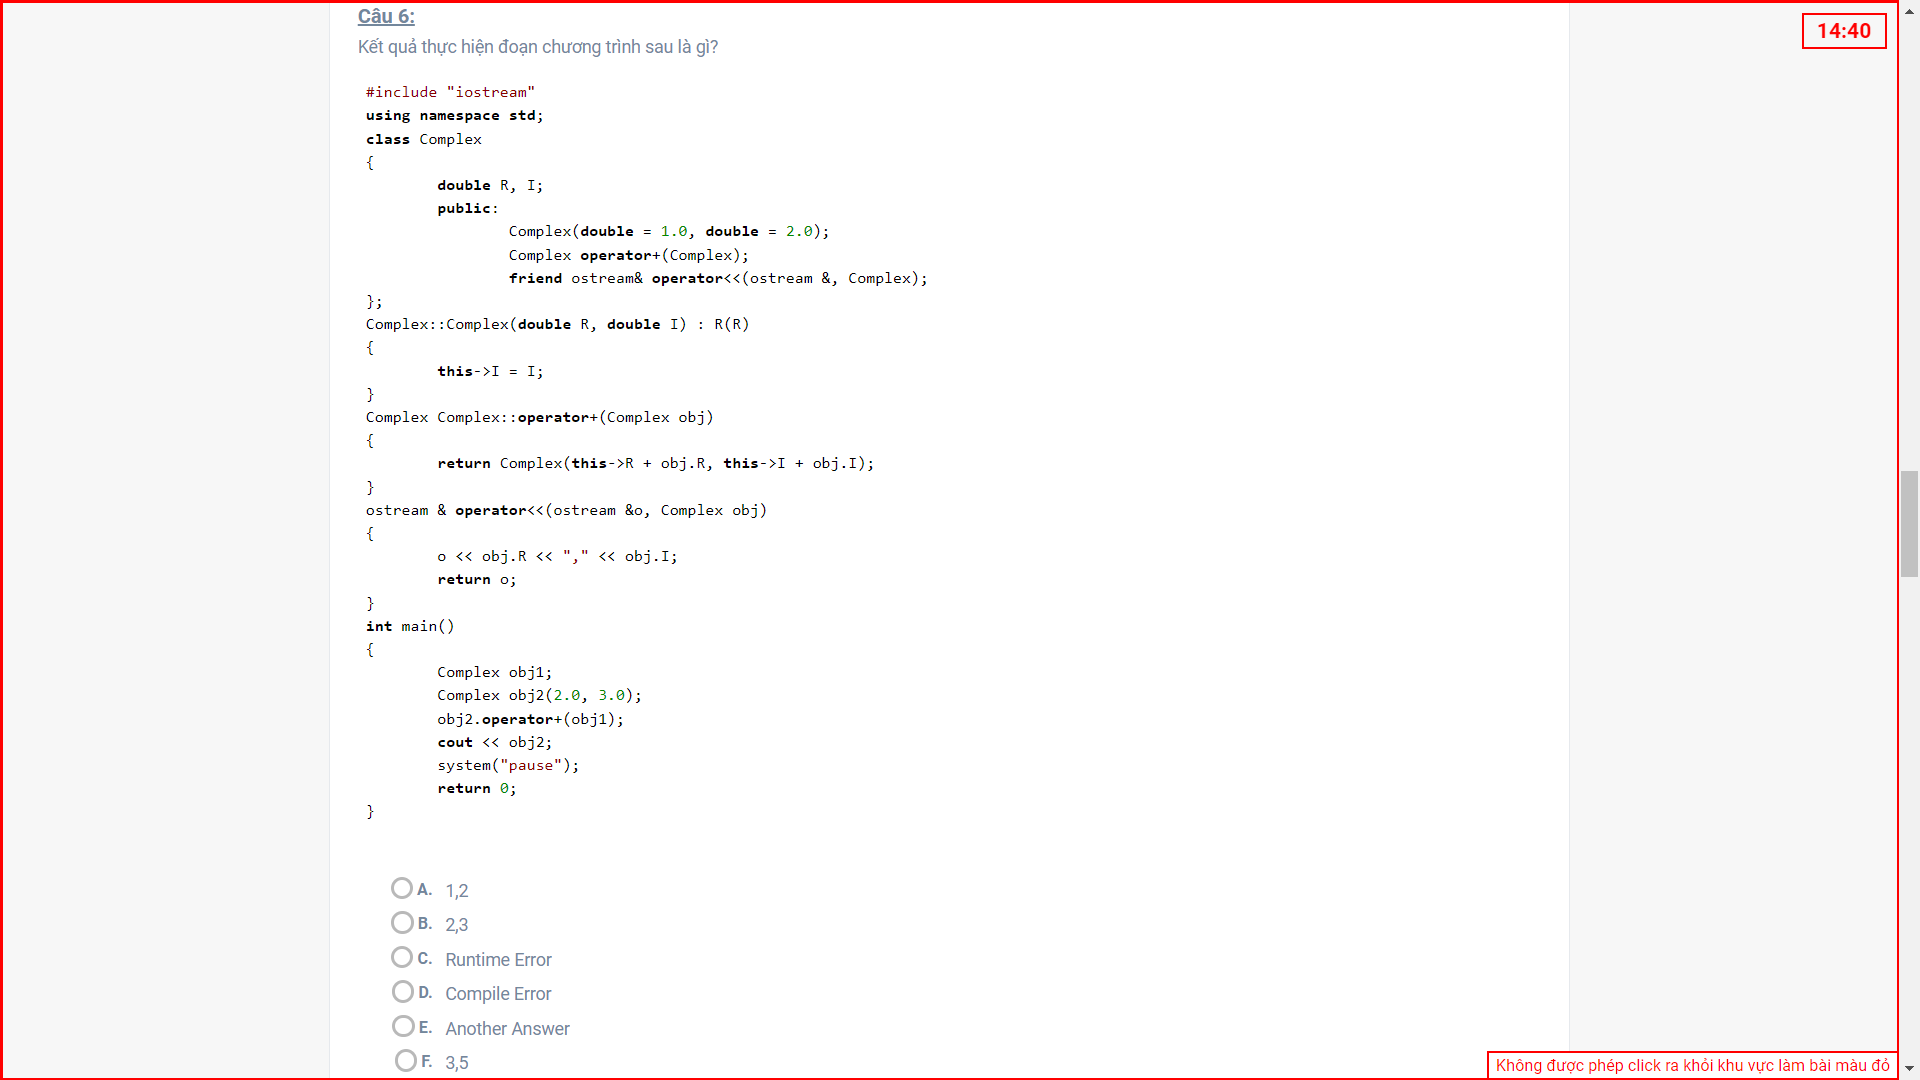 Câu 6:
14:40
Kết quả thực hiện đoạn chương trình sau là gì?
#include "iostream"
using namespace std;
class Complex
{
double R, I;
public:
Complex(double = 1.0, double = 2.0);
Complex operator+(Complex);
friend ostream& operator<<(ostream &, Complex);
};
Complex::Complex(double R, double I) : R(R)
{
this->I = I;
}
Complex Complex::operator+(Complex obj)
{
return Complex(this->R + obj.R, this->I + obj.I);
}
ostream & operator<<(ostream &o, Complex obj)
{
o << obj.R << "," << obj.I;
return o;
}
int main()
{
Complex obj1;
Complex obj2(2.0, 3.0);
obj2.operator+(obj1);
cout << obj2;
system("pause");
return 0;
}
A. 1,2
B. 2,3
C. Runtime Error
D. Compile Error
E. Another Answer
F. 3,5
Không được phép click ra khỏi khu vực làm bài màu đỏ